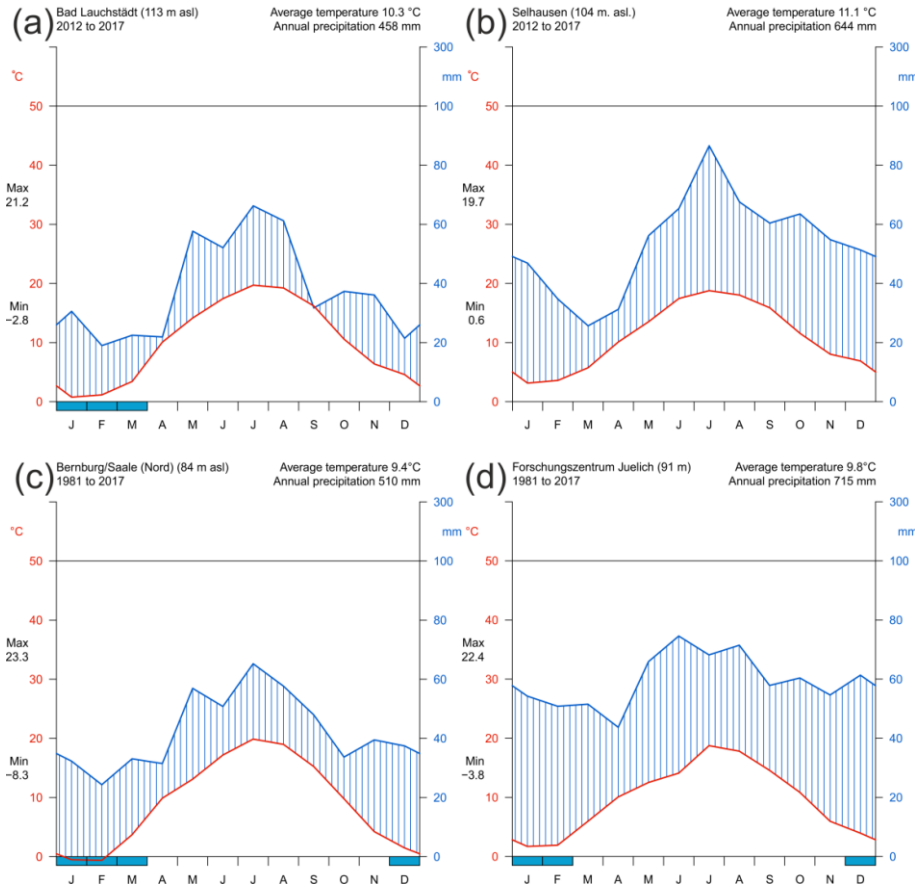 (a)
Bad Lauchstädt (113 m asl)
2012 to 2017
Average temperature 10.3 °C
Annual precipitation 458 mm
°C
mm
300
50
100
40
80
Max
21.2
30
60
20
40
Min
−2.8
10
20
0
0
J F M A M J J A S O N D
(b)
Selhausen (104 m. asl.)
2012 to 2017
Average temperature 11.1 °C
Annual precipitation 644 mm
°C
mm
300
50
100
40
80
Max
19.7
30
60
20
40
Min
0.6
10
20
0
0
J F M A M J J A S O N D
(c)
Bernburg/Saale (Nord) (84 m asl)
1981 to 2017
Average temperature 9.4°C
Annual precipitation 510 mm
°C
mm
300
50
100
40
80
Max
23.3
30
60
20
40
Min
−8.3
10
20
0
0
J F M A M J J A S O N D
(d)
Forschungszentrum Juelich (91 m)
1981 to 2017
Average temperature 9.8°C
Annual precipitation 715 mm
°C
mm
300
50
100
40
80
Max
22.4
30
60
20
40
Min
−3.8
10
20
0
0
J F M A M J J A S O N D